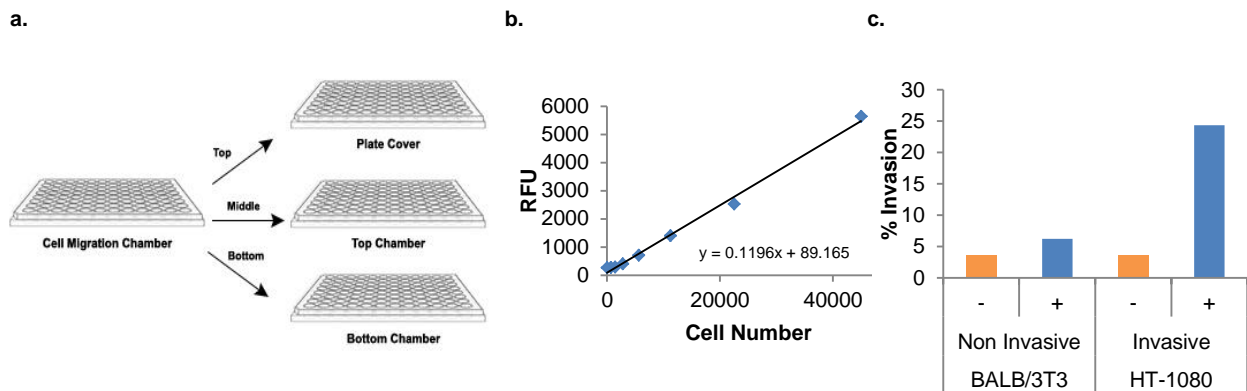 a.
Top
Middle
Bottom
Cell Migration Chamber
Plate Cover
Top Chamber
Bottom Chamber
b.
RFU
6000
5000
4000
3000
2000
1000
0
y = 0.1196x + 89.165
0 20000 40000
Cell Number
c.
% Invasion
30
25
20
15
10
5
0
- + - +
Non Invasive Invasive
BALB/3T3 HT-1080